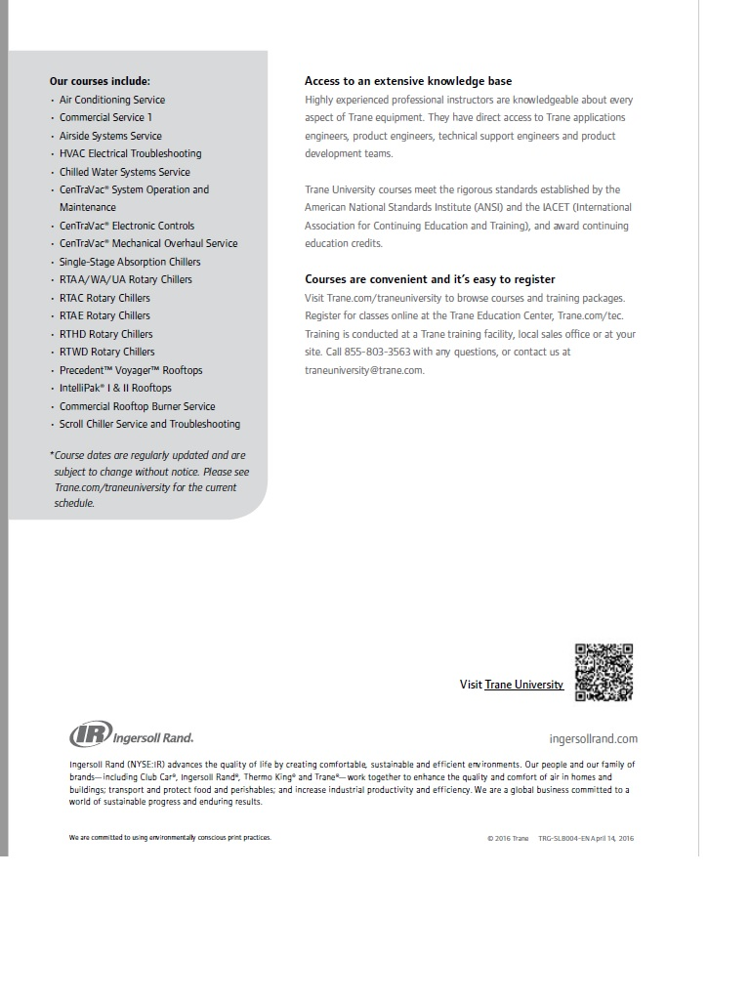 Our courses include:
· Air Conditioning Service
· Commercial Service 1
· Airside Systems Service
· HVAC Electrical Troubleshooting
· Chilled Water Systems Service
· CenTraVac® System Operation and
Maintenance
· CenTraVac® Electronic Controls
· CenTraVac® Mechanical Overhaul Service
· Single-Stage Absorption Chillers
· RTAA/WA/UA Rotary Chillers
· RTAC Rotary Chillers
· RTAE Rotary Chillers
· RTHD Rotary Chillers
· RTWD Rotary Chillers
· Precedent™ Voyager™ Rooftops
· IntelliPak® I & II Rooftops
· Commercial Rooftop Burner Service
· Scroll Chiller Service and Troubleshooting
*Course dates are regularly updated and are
subject to change without notice. Please see
Trane.com/traneuniversity for the current
schedule.
Access to an extensive knowledge base
Highly experienced professional instructors are knowledgeable about every
aspect of Trane equipment. They have direct access to Trane applications
engineers, product engineers, technical support engineers and product
development teams.
Trane University courses meet the rigorous standards established by the
American National Standards Institute (ANSI) and the IACET (International
Association for Continuing Education and Training), and award continuing
education credits.
Courses are convenient and it's easy to register
Visit Trane.com/traneuniversity to browse courses and training packages.
Register for classes online at the Trane Education Center, Trane.com/tec.
Training is conducted at a Trane training facility, local sales office or at your
site. Call 855-803-3563 with any questions, or contact us at
traneuniversity@trane.com.
Visit Trane University
IR Ingersoll Rand.
ingersollrand.com
Ingersoll Rand (NYSE:IR) advances the quality of life by creating comfortable, sustainable and efficient environments. Our people and our family of
brands—including Club Car®, Ingersoll Rand®, Thermo King® and Trane®—work together to enhance the quality and comfort of air in homes and
buildings; transport and protect food and perishables; and increase industrial productivity and efficiency. We are a global business committed to a
world of sustainable progress and enduring results.
We are committed to using environmentally conscious print practices.
© 2016 Trane TRG-SLB004-EN April 14, 2016